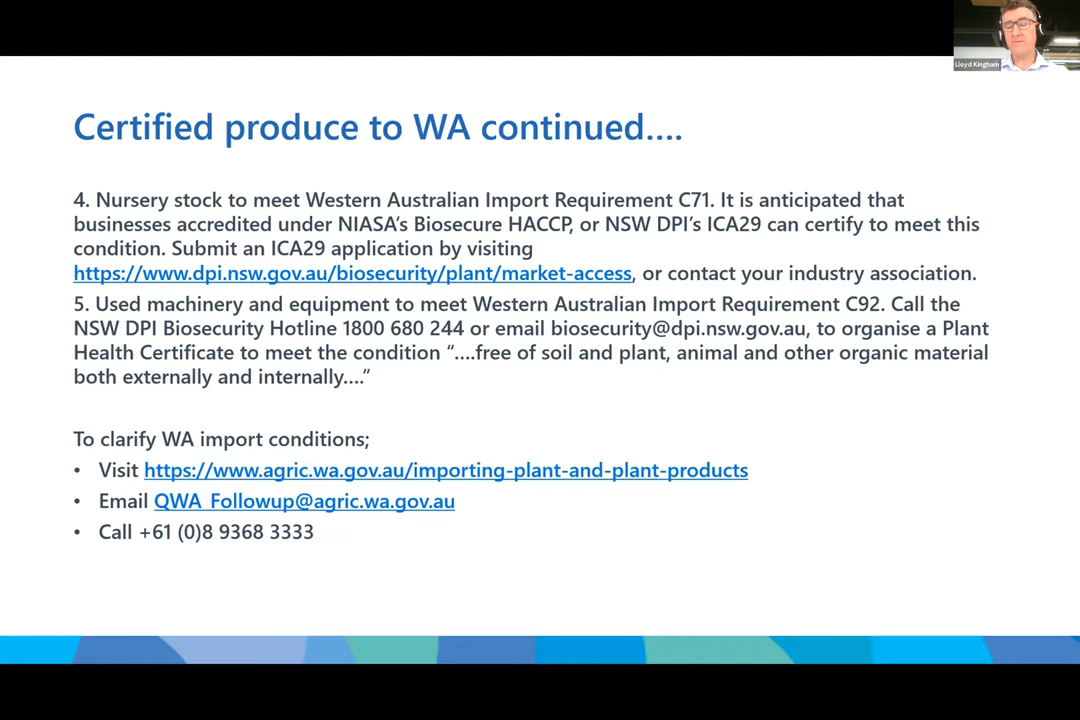 Lloyd Kingham
Certified produce to WA continued....
4. Nursery stock to meet Western Australian Import Requirement C71. It is anticipated that
businesses accredited under NIASA's Biosecure HACCP, or NSW DPI's ICA29 can certify to meet this
condition. Submit an ICA29 application by visiting
https://www.dpi.nsw.gov.au/biosecurity/plant/market-access, or contact your industry association.
5. Used machinery and equipment to meet Western Australian Import Requirement C92. Call the
NSW DPI Biosecurity Hotline 1800 680 244 or email biosecurity@dpi.nsw.gov.au, to organise a Plant
Health Certificate to meet the condition “....free of soil and plant, animal and other organic material
both externally and internally....”
To clarify WA import conditions;
• Visit https://www.agric.wa.gov.au/importing-plant-and-plant-products
• Email QWA_Followup@agric.wa.gov.au
• Call +61 (0)8 9368 3333